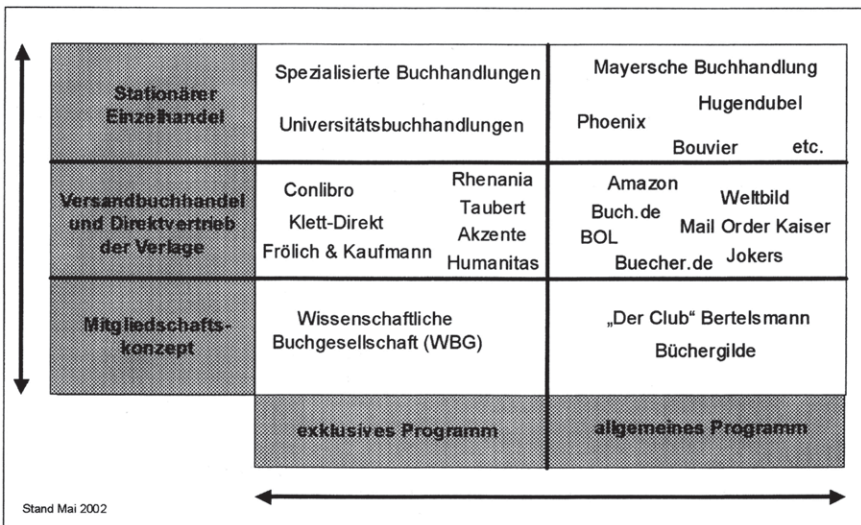 Stationärer
Einzelhandel
Spezialisierte Buchhandlungen
Universitätsbuchhandlungen
Mayersche Buchhandlung
Hugendubel
Phoenix
Bouvier etc.
Versandbuchhandel
und Direktvertrieb
der Verlage
Conlibro
Klett-Direkt
Frölich & Kaufmann
Rhenania
Taubert
Akzente
Humanitas
Amazon
Weltbild
Buch.de
Mail Order Kaiser
BOL
Jokers
Buecher.de
Mitgliedschafts-
konzept
Wissenschaftliche
Buchgesellschaft (WBG)
„Der Club“ Bertelsmann
Büchergilde
exklusives Programm
allgemeines Programm
Stand Mai 2002